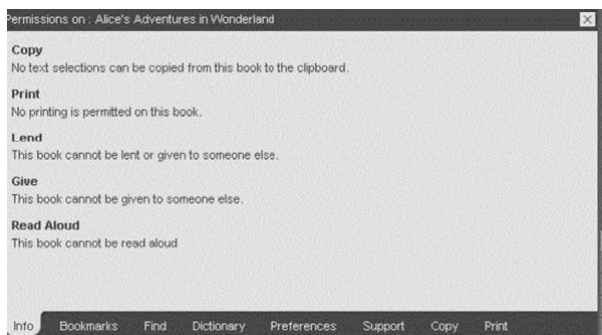 Permissions on : Alice's Adventures in Wonderland
Copy
No text selections can be copied from this book to the clipboard.
Print
No printing is permitted on this book.
Lend
This book cannot be lent or given to someone else.
Give
This book cannot be given to someone else.
Read Aloud
This book cannot be read aloud
Info Bookmarks Find Dictionary Preferences Support Copy Print